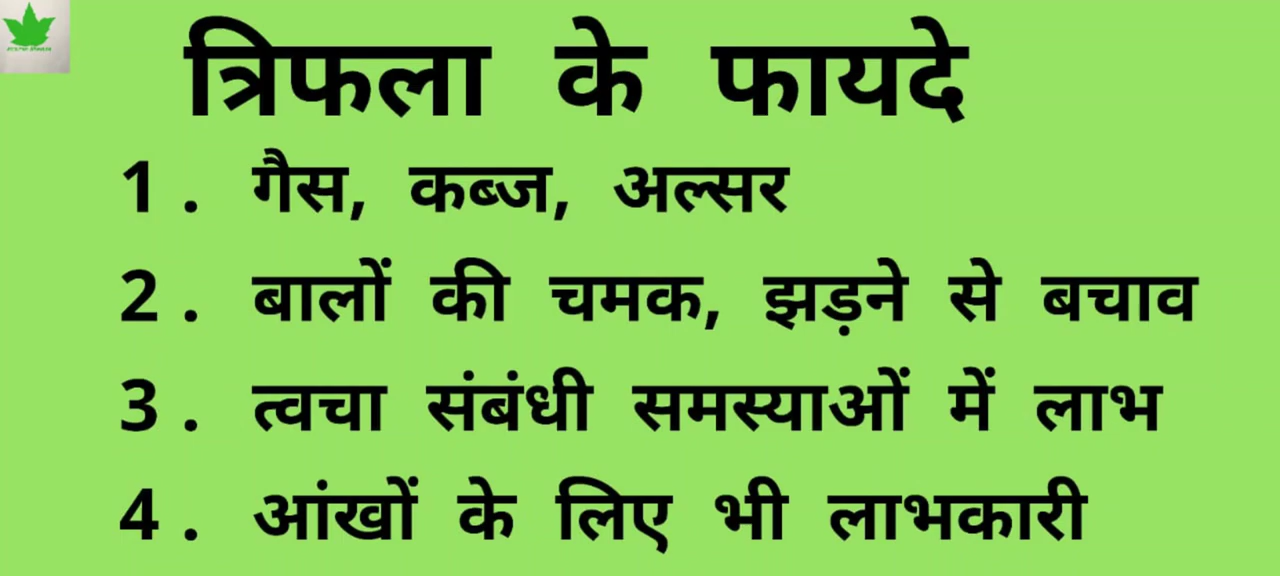 त्रिफला के फायदे
1. गैस, कब्ज, अल्सर
2. बालों की चमक, झड़ने से बचाव
3. त्वचा संबंधी समस्याओं में लाभ
4. आंखों के लिए भी लाभकारी